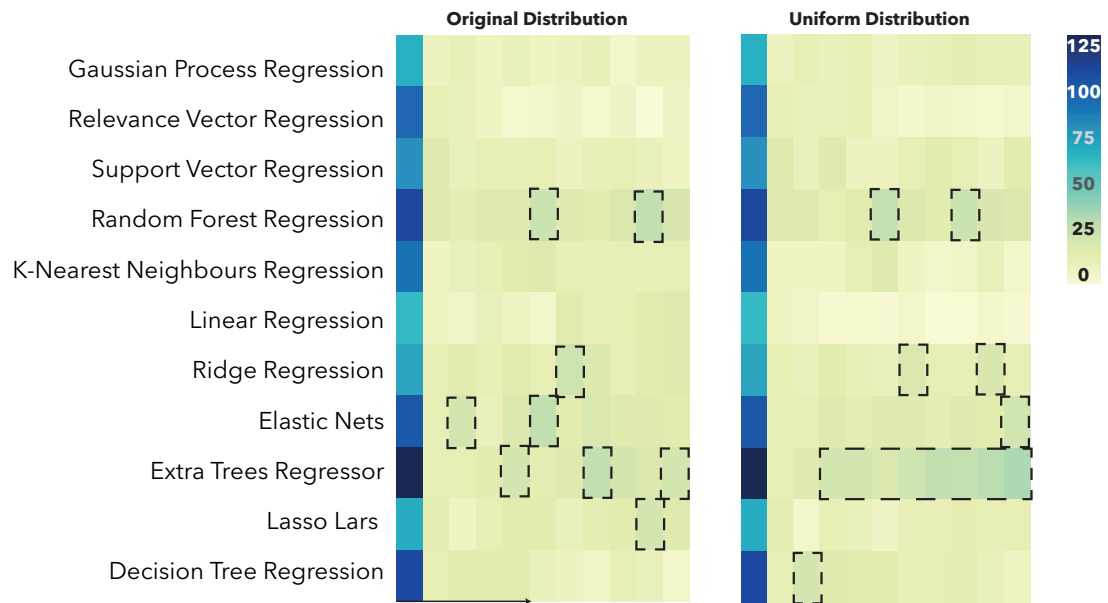 Original Distribution
Uniform Distribution
Gaussian Process Regression
Relevance Vector Regression
Support Vector Regression
Random Forest Regression
K-Nearest Neighbours Regression
Linear Regression
Ridge Regression
Elastic Nets
Extra Trees Regressor
Lasso Lars
Decision Tree Regression
125
100
75
50
25
0